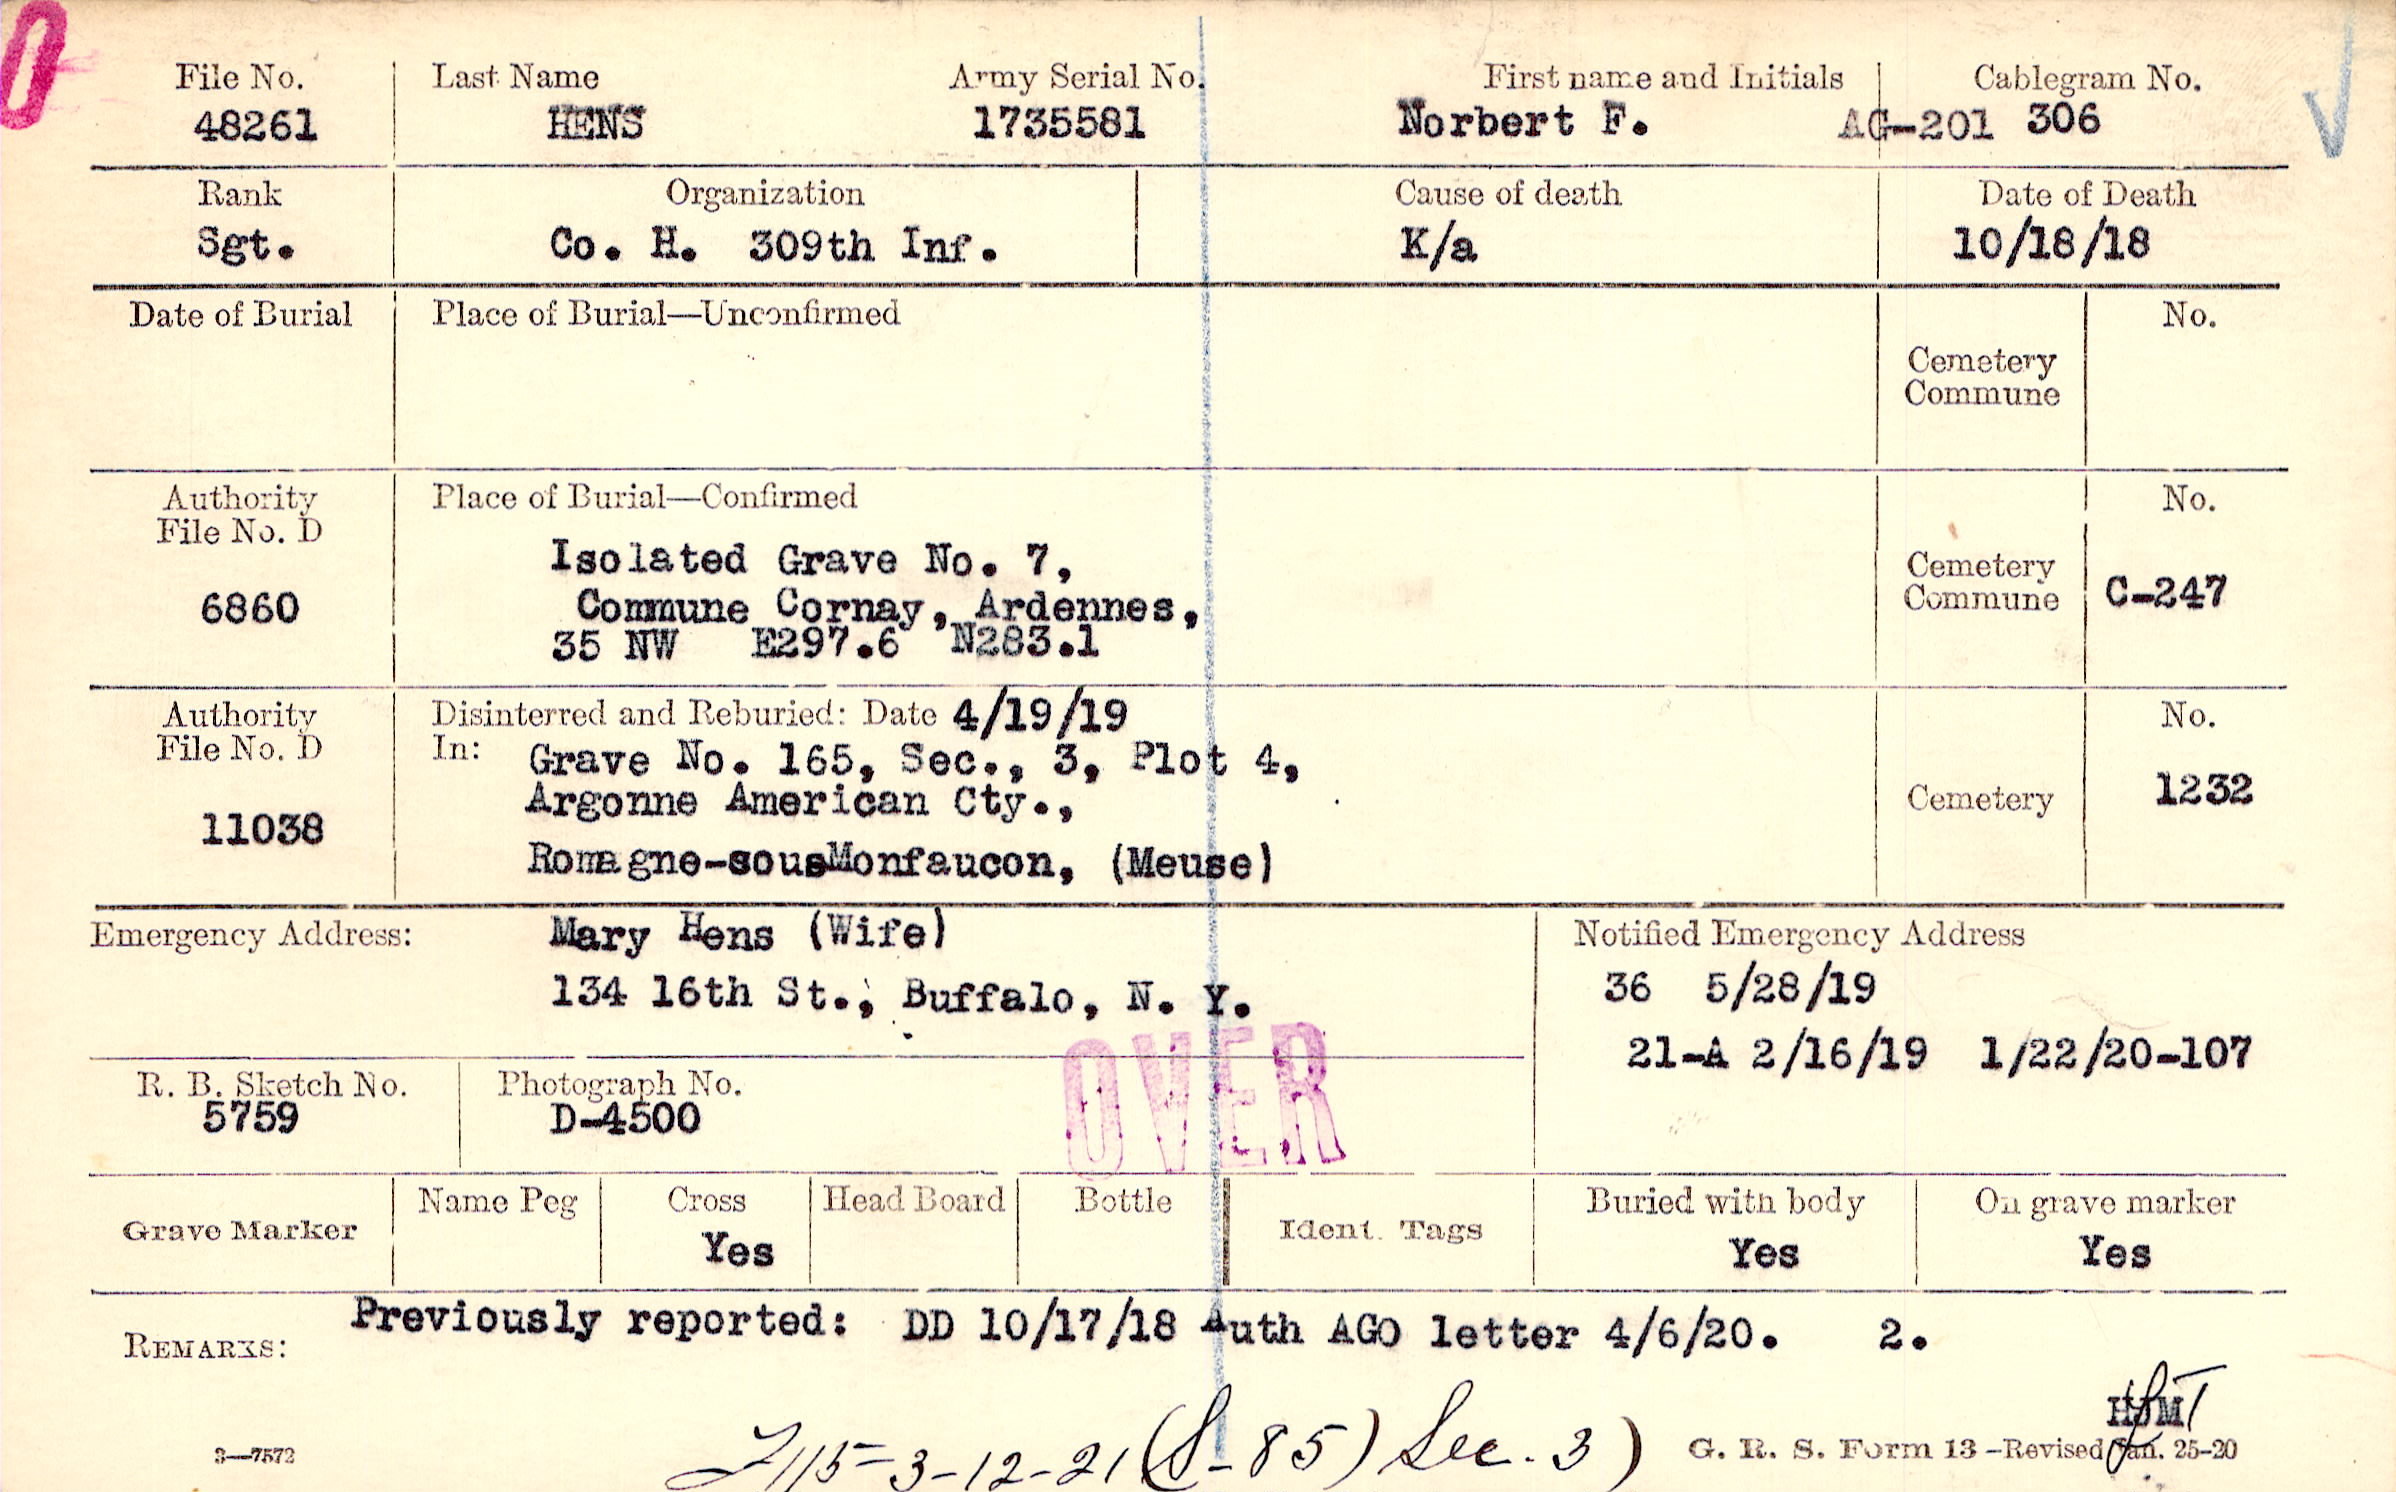 O
File No. Last Name Army Serial No. First name and Initials Cablegram No.
48261 HENS 1735581 Norbert F. AG-201 306
Rank Organization Cause of death Date of Death
Sgt. Co. H. 309th Inf. K/a 10/18/18
Date of Burial Place of Burial—Unconfirmed No.
Cemetery
Commune
Authority Place of Burial—Confirmed No.
File No. D
Isolated Grave No. 7,
Cemetery
6860 Commune Cornay, Ardennes, Commune C-247
35 NW E297.6 N283.1
Authority Disinterred and Reburied: Date 4/19/19 No.
File No. D In: Grave No. 165, Sec., 3, Plot 4,
Argonne American Cty., Cemetery 1232
11038
Romagne-sousMonfaucon, (Meuse)
Emergency Address: Mary Hens (Wife) Notified Emergency Address
134 16th St., Buffalo, N. Y. 36 5/28/19
21-A 2/16/19 1/22/20-107
OVER
R. B. Sketch No. Photograph No.
5759 D-4500
Grave Marker Name Peg Cross Head Board Bottle Ident. Tags Buried with body On grave marker
Yes Yes Yes
REMARKS: Previously reported: DD 10/17/18 Auth AGO letter 4/6/20. 2.
3-12-21 (S-85) Sec. 3)
3—7572 G. R. S. Form 13—Revised Jan. 25-20